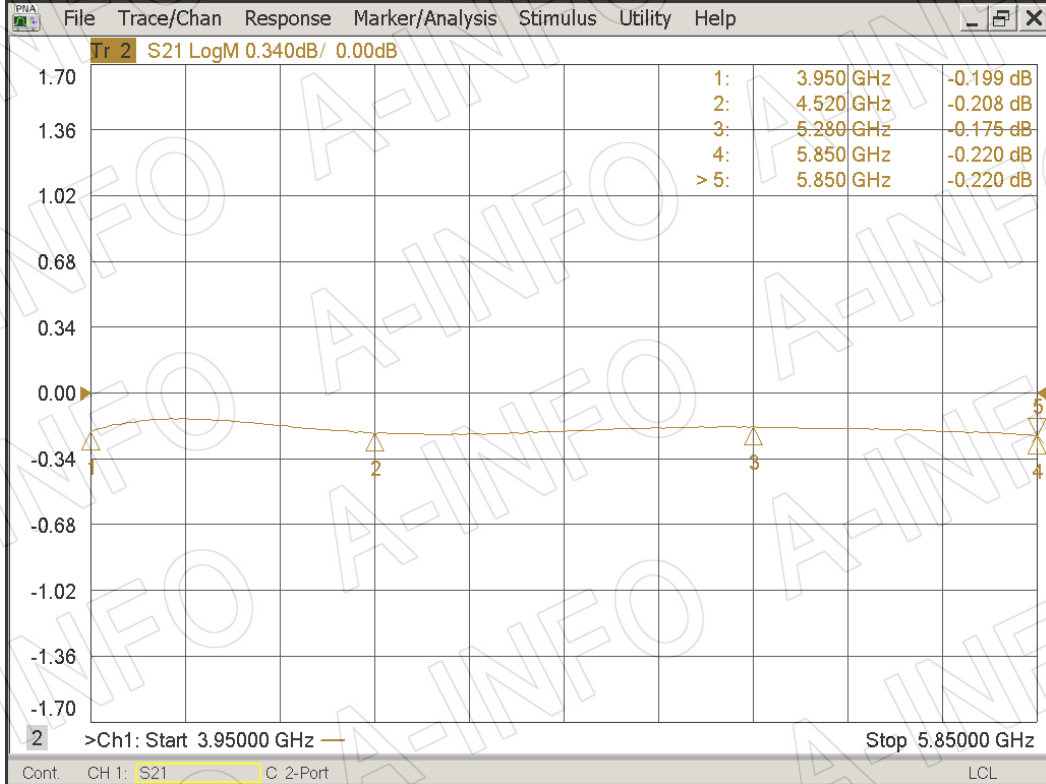 PNA File Trace/Chan Response Marker/Analysis Stimulus Utility Help
Tr 2 S21 LogM 0.340dB/ 0.00dB
1.70
1: 3.950 GHz -0.199 dB
2: 4.520 GHz -0.208 dB
1.36
3: 5.280 GHz -0.175 dB
4: 5.850 GHz -0.220 dB
> 5: 5.850 GHz -0.220 dB
1.02
0.68
0.34
0.00
5
-0.34
1 2 3 4
-0.68
-1.02
-1.36
-1.70
2 >Ch1: Start 3.95000 GHz — Stop 5.85000 GHz
Cont. CH 1: S21 C 2-Port LCL
A-INFO
A-INFO
A-INFO
A-INFO
A-INFO
A-INFO